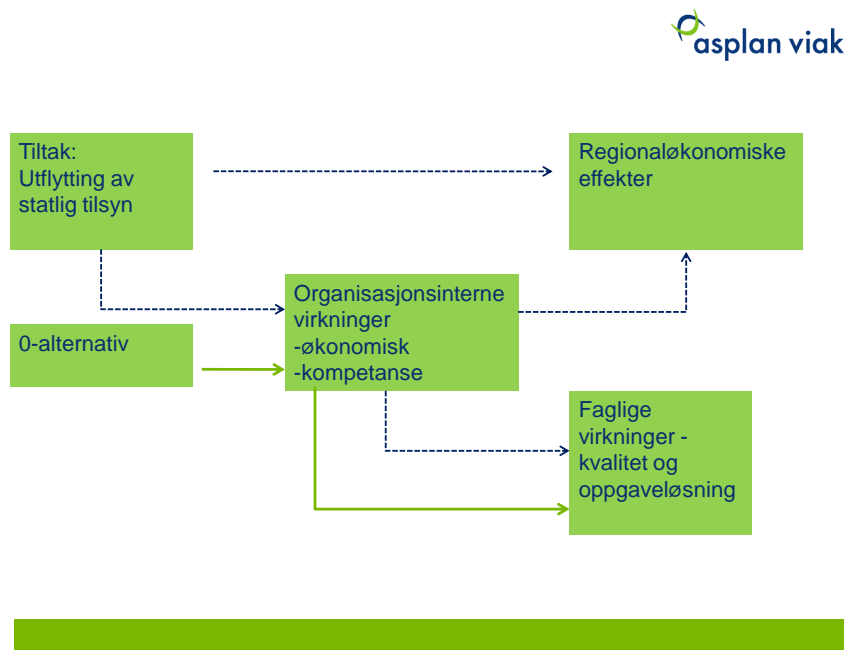 asplan viak
Tiltak:
Utflytting av
statlig tilsyn
Regionaløkonomiske
effekter
Organisasjonsinterne
virkninger
-økonomisk
-kompetanse
0-alternativ
Faglige
virkninger -
kvalitet og
oppgaveløsning